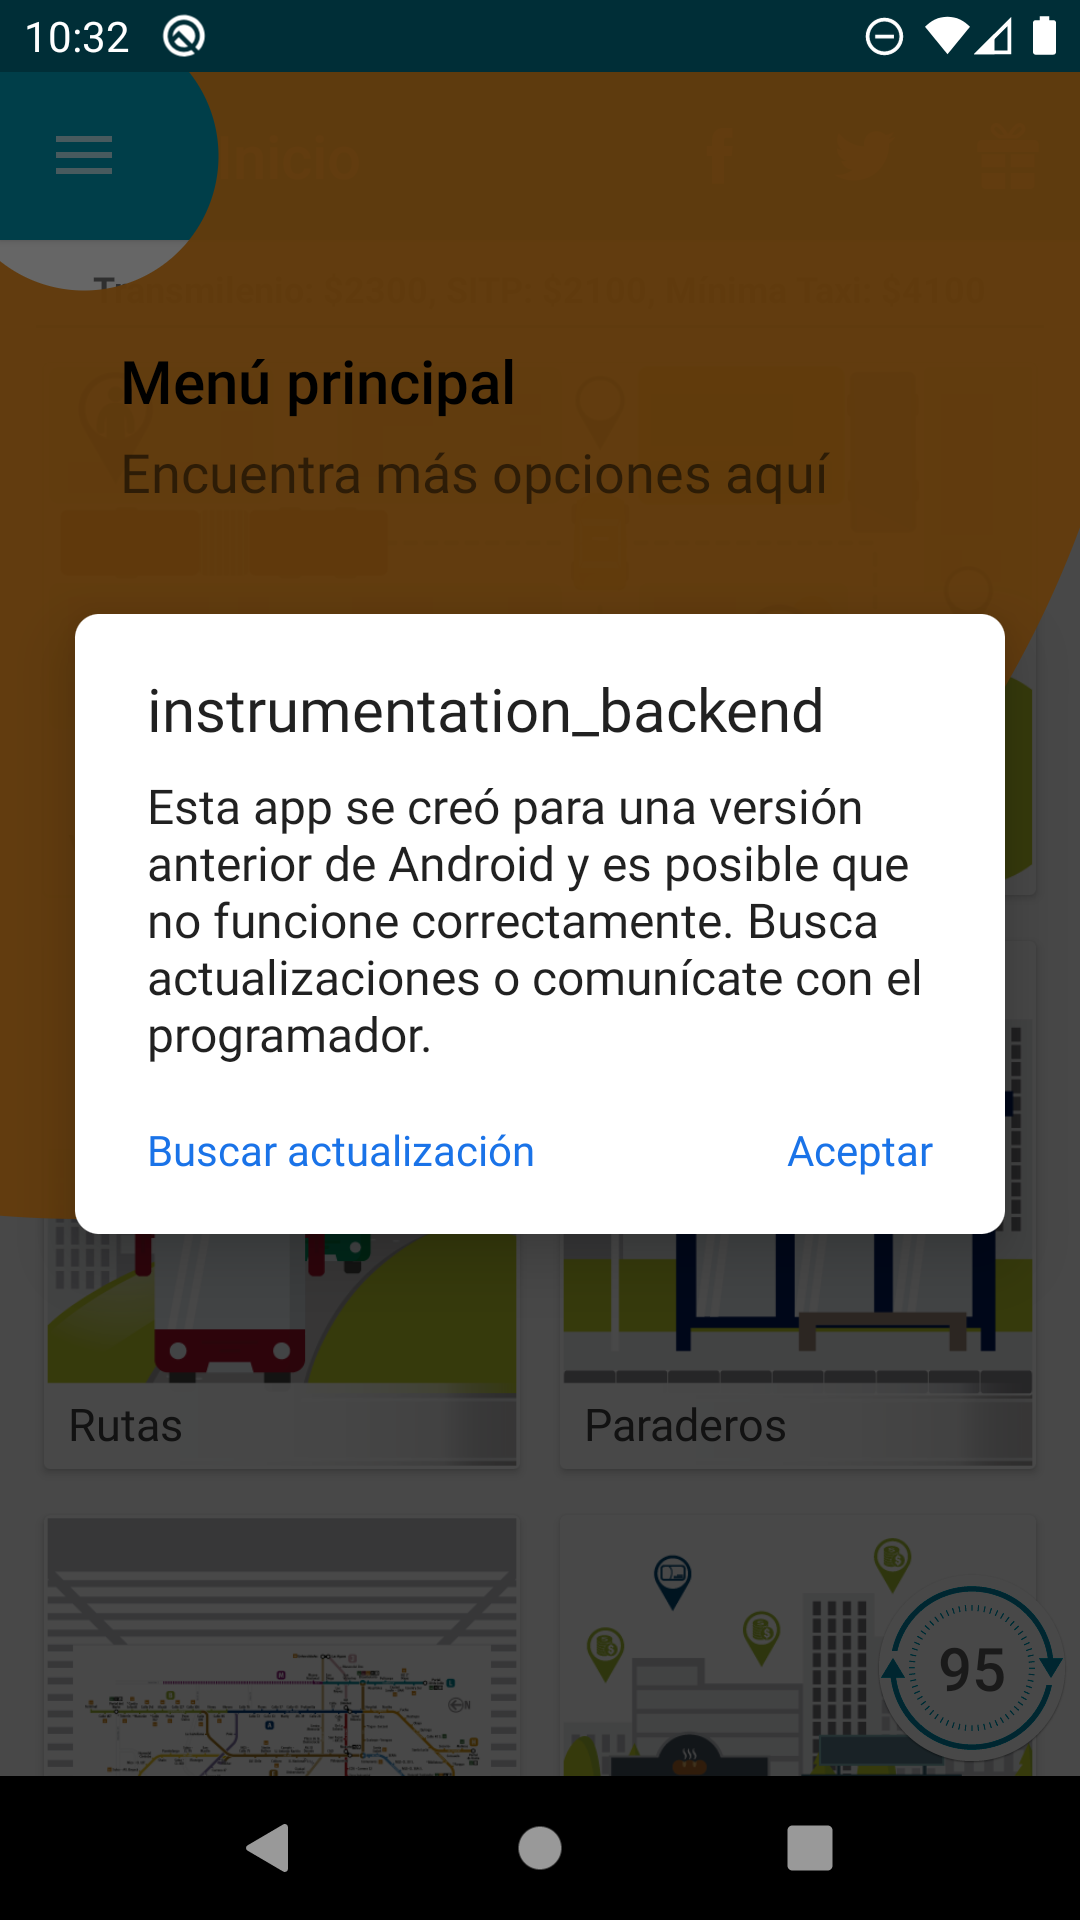 10:32
Inicio
Transmilenio: $2300, SITP: $2100, Mínima Taxi: $4100
Menú principal
Encuentra más opciones aquí
instrumentation_backend
Esta app se creó para una versión
anterior de Android y es posible que
no funcione correctamente. Busca
actualizaciones o comunícate con el
programador.
Buscar actualización
Aceptar
Rutas
Paraderos
95